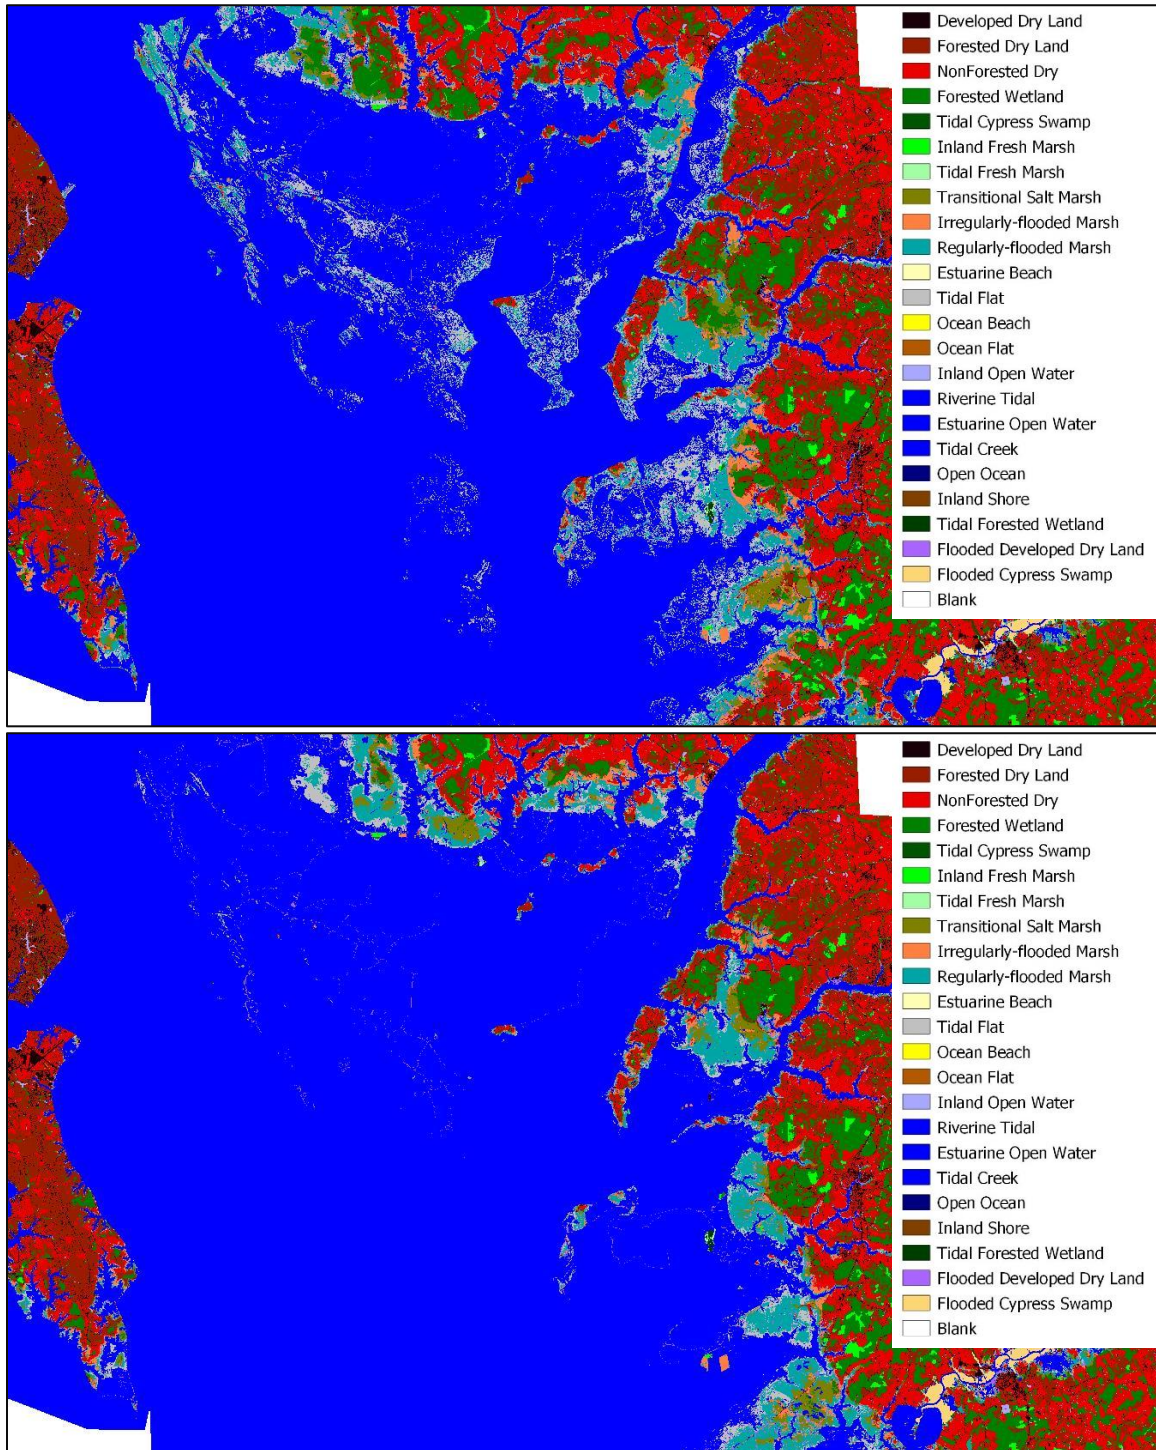 Developed Dry Land
Forested Dry Land
NonForested Dry
Forested Wetland
Tidal Cypress Swamp
Inland Fresh Marsh
Tidal Fresh Marsh
Transitional Salt Marsh
Irregularly-flooded Marsh
Regularly-flooded Marsh
Estuarine Beach
Tidal Flat
Ocean Beach
Ocean Flat
Inland Open Water
Riverine Tidal
Estuarine Open Water
Tidal Creek
Open Ocean
Inland Shore
Tidal Forested Wetland
Flooded Developed Dry Land
Flooded Cypress Swamp
Blank
Developed Dry Land
Forested Dry Land
NonForested Dry
Forested Wetland
Tidal Cypress Swamp
Inland Fresh Marsh
Tidal Fresh Marsh
Transitional Salt Marsh
Irregularly-flooded Marsh
Regularly-flooded Marsh
Estuarine Beach
Tidal Flat
Ocean Beach
Ocean Flat
Inland Open Water
Riverine Tidal
Estuarine Open Water
Tidal Creek
Open Ocean
Inland Shore
Tidal Forested Wetland
Flooded Developed Dry Land
Flooded Cypress Swamp
Blank